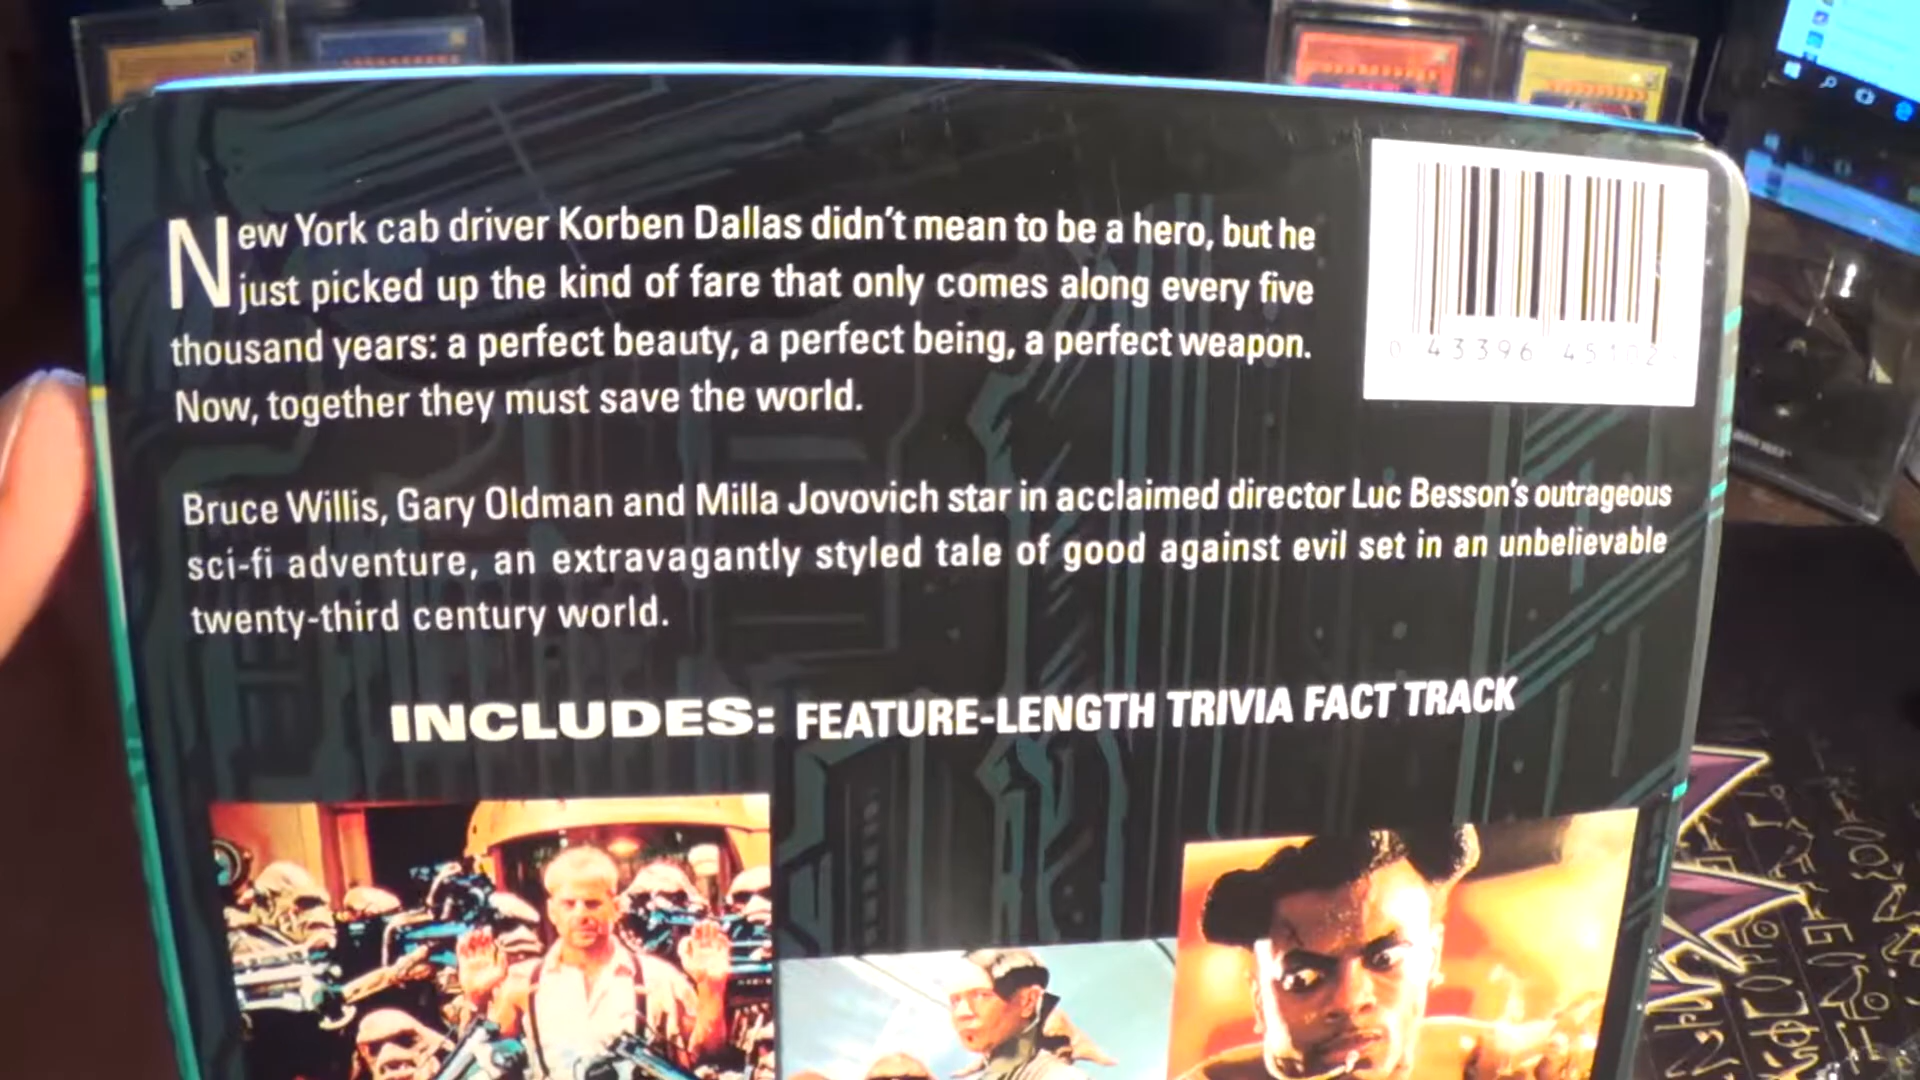 New York cab driver Korben Dallas didn't mean to be a hero, but he
just picked up the kind of fare that only comes along every five
thousand years: a perfect beauty, a perfect being, a perfect weapon.
Now, together they must save the world.
Bruce Willis, Gary Oldman and Milla Jovovich star in acclaimed director Luc Besson's outrageous
sci-fi adventure, an extravagantly styled tale of good against evil set in an unbelievable
twenty-third century world.
INCLUDES: FEATURE-LENGTH TRIVIA FACT TRACK
0 43396